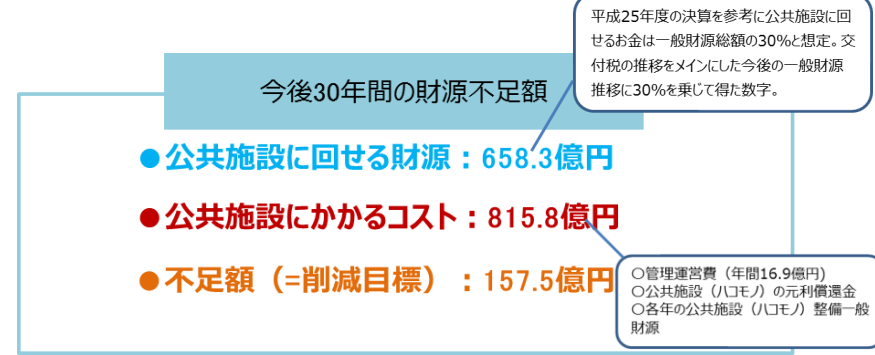 平成25年度の決算を参考に公共施設に回
せるお金は一般財源総額の30%と想定。交
付税の推移をメインにした今後の一般財源
推移に30%を乗じて得た数字。
今後30年間の財源不足額
●公共施設に回せる財源：658.3億円
●公共施設にかかるコスト：815.8億円
●不足額（=削減目標）：157.5億円
○管理運営費（年間16.9億円)
○公共施設（ハコモノ）の元利償還金
○各年の公共施設（ハコモノ）整備一般
財源